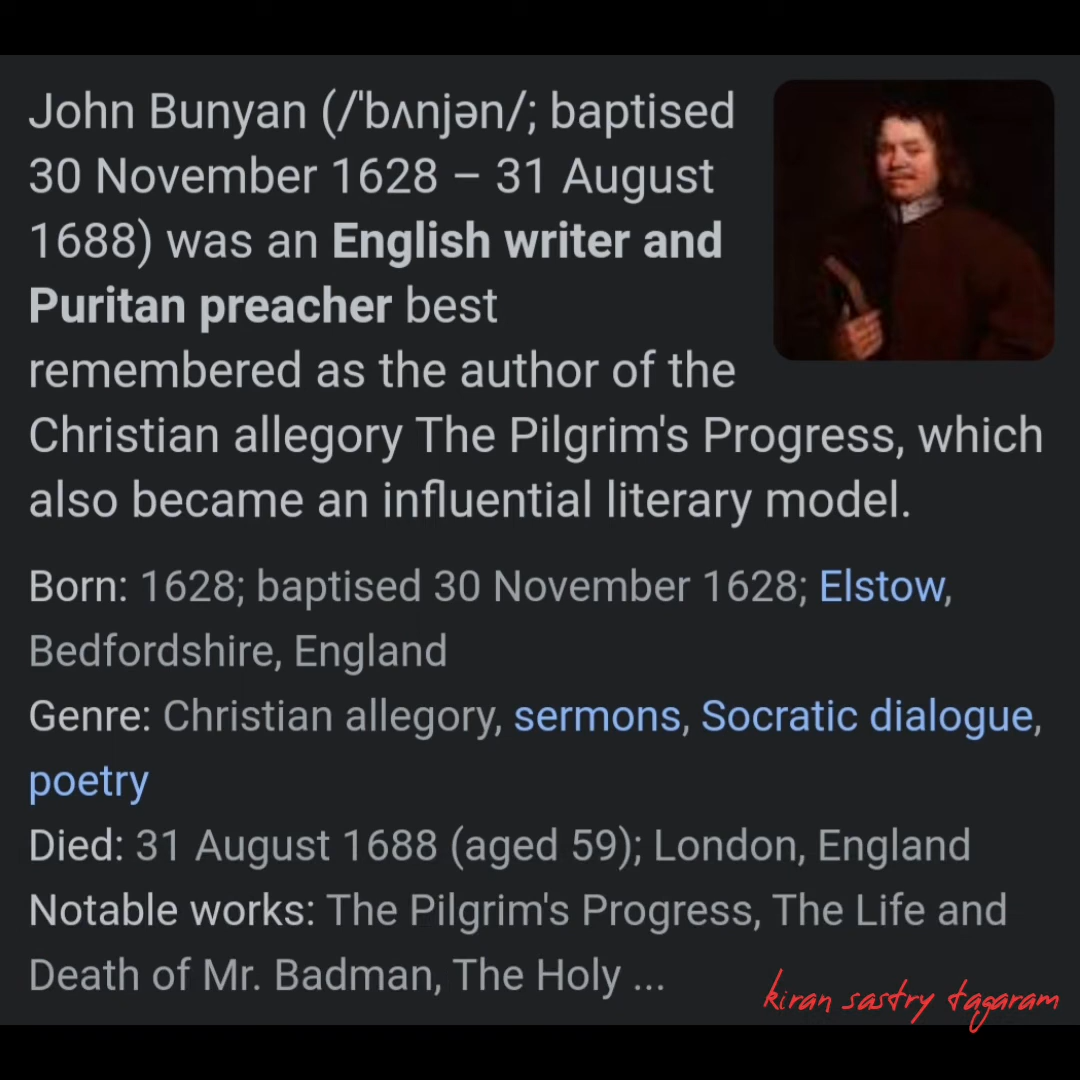 John Bunyan (/ˈbʌnjən/; baptised
30 November 1628 – 31 August
1688) was an English writer and
Puritan preacher best
remembered as the author of the
Christian allegory The Pilgrim's Progress, which
also became an influential literary model.
Born: 1628; baptised 30 November 1628; Elstow,
Bedfordshire, England
Genre: Christian allegory, sermons, Socratic dialogue,
poetry
Died: 31 August 1688 (aged 59); London, England
Notable works: The Pilgrim's Progress, The Life and
Death of Mr. Badman, The Holy ...
kiran sastry tagaram